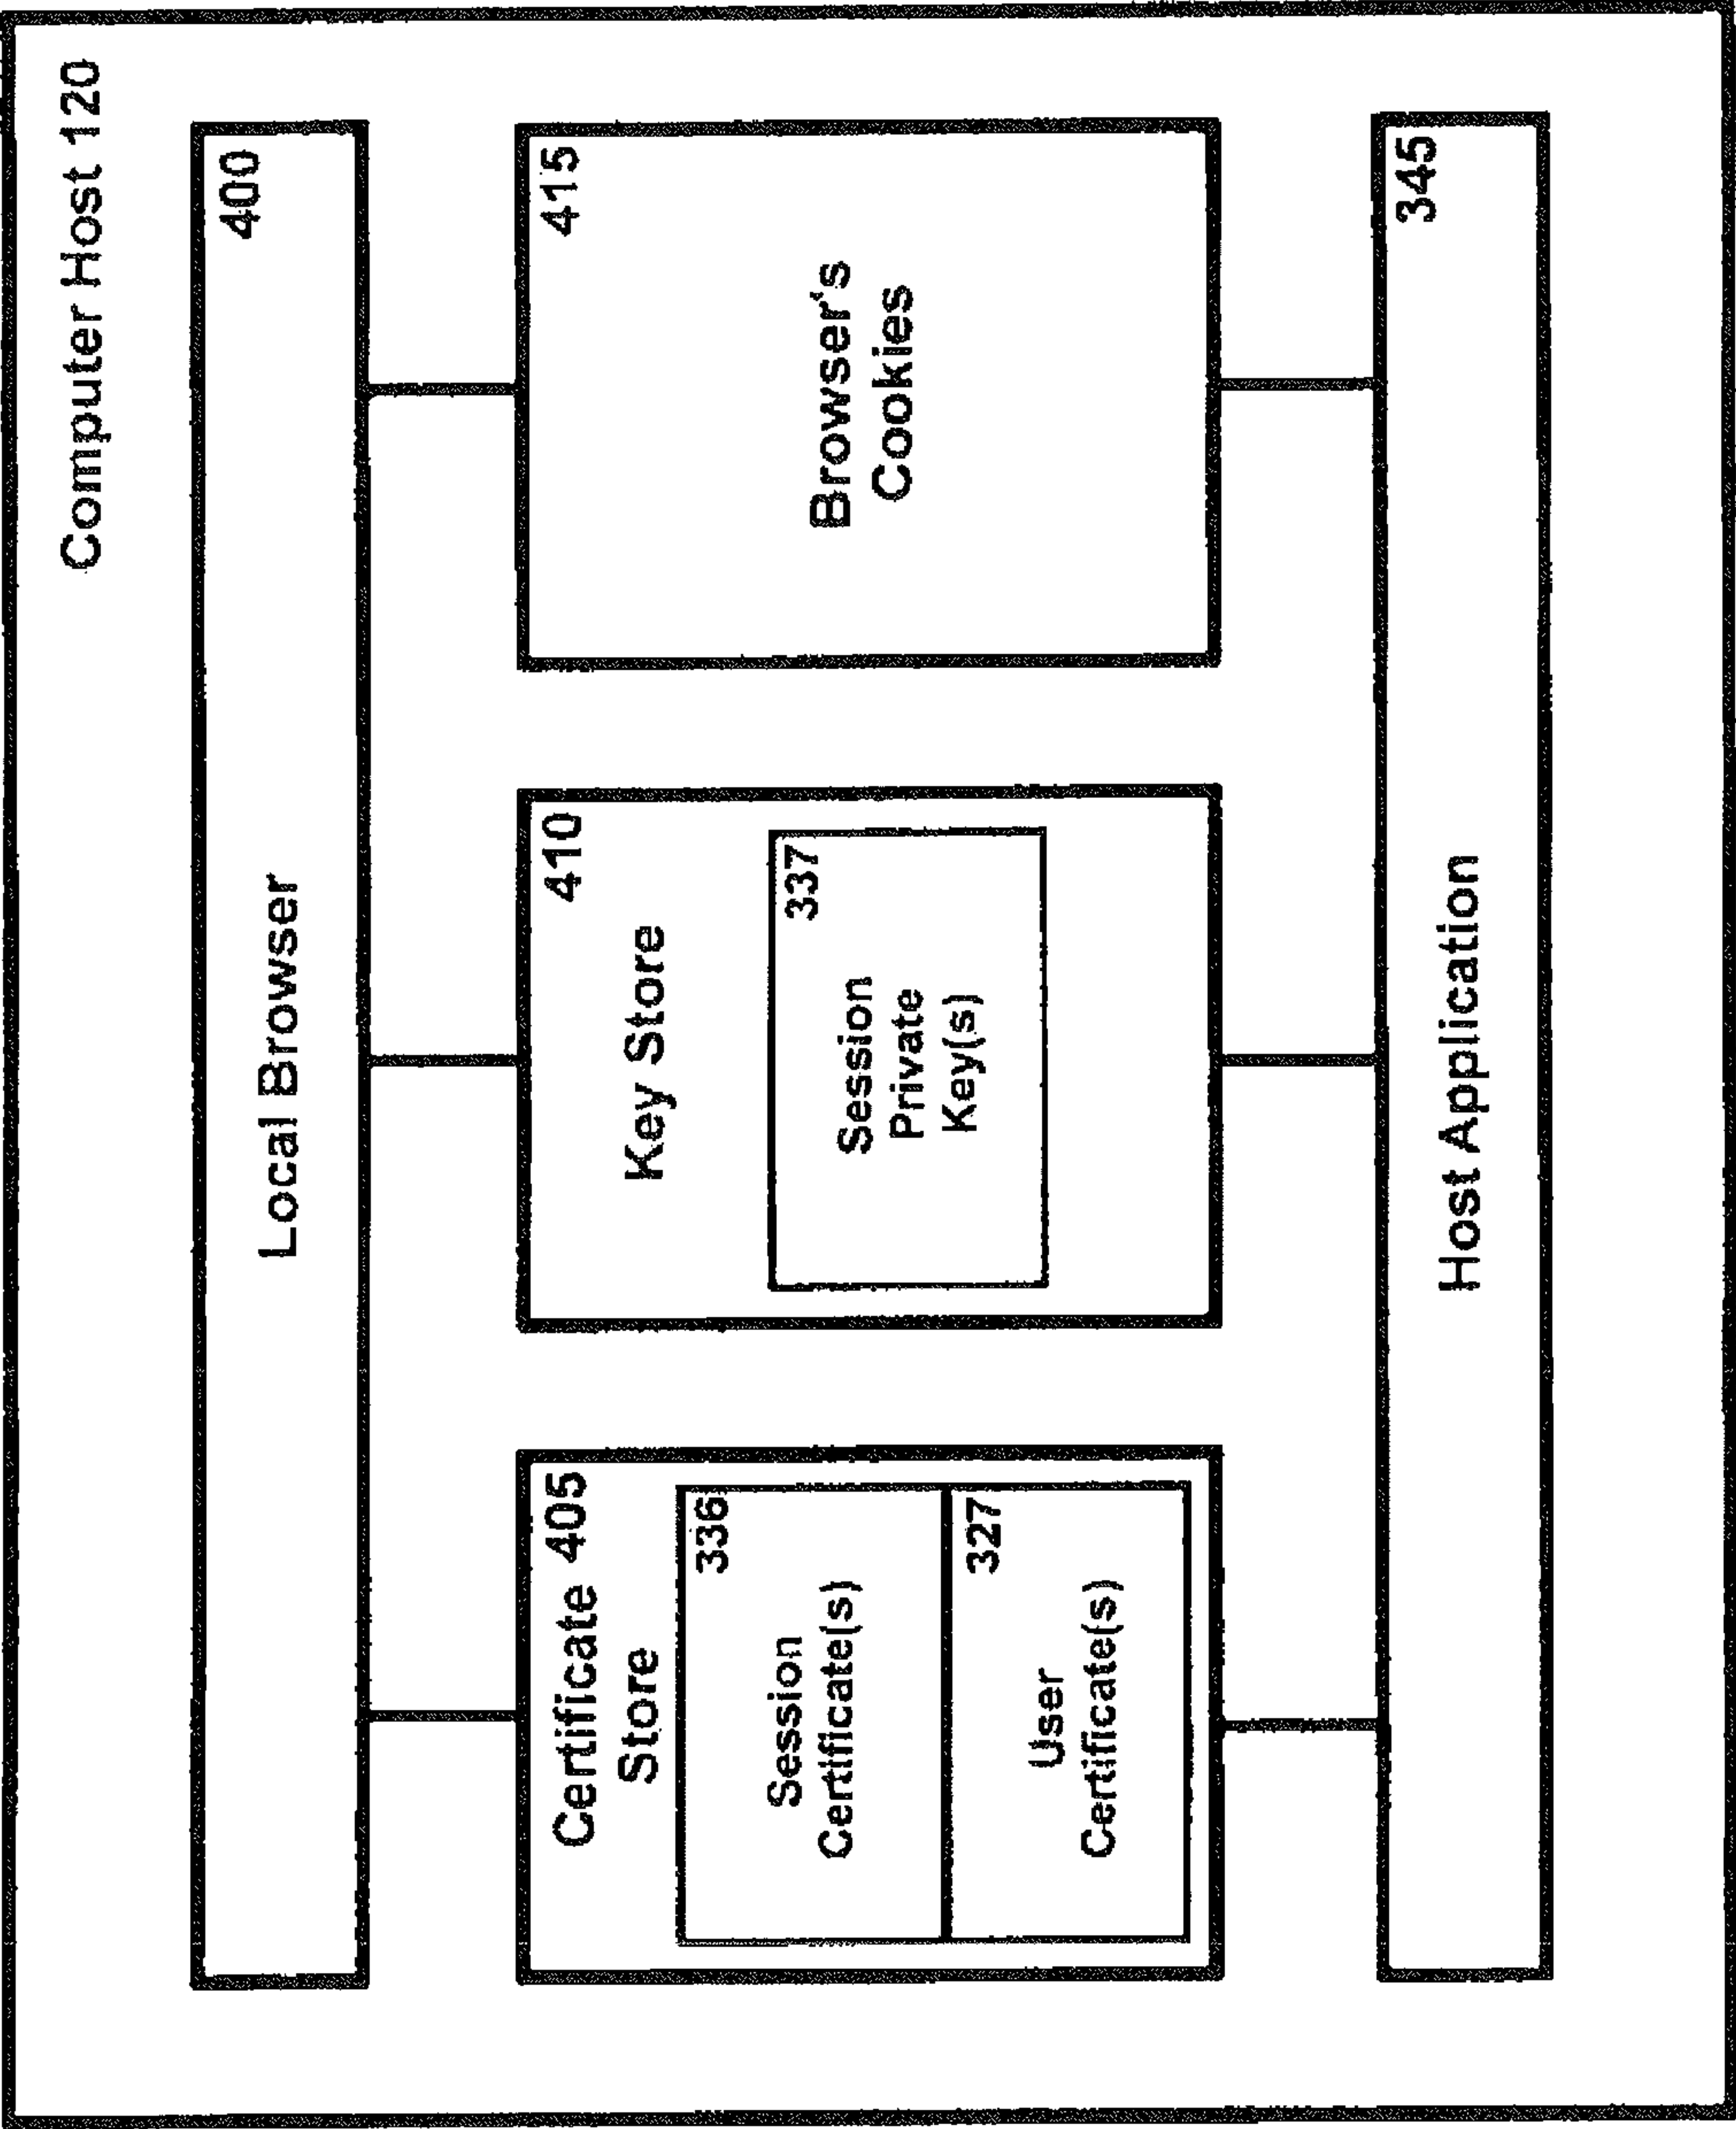 Computer Host 120
400
Local Browser
Certificate 405
Store
336
Session
Certificate(s)
327
User
Certificate(s)
410
Key Store
337
Session
Private
Key(s)
415
Browser's
Cookies
345
Host Application